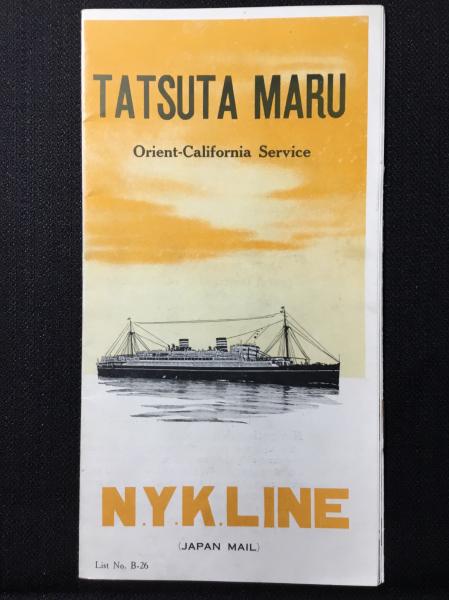 TATSUTA MARU
Orient-California Service
N.Y.K.LINE
(JAPAN MAIL)
List No. B-26